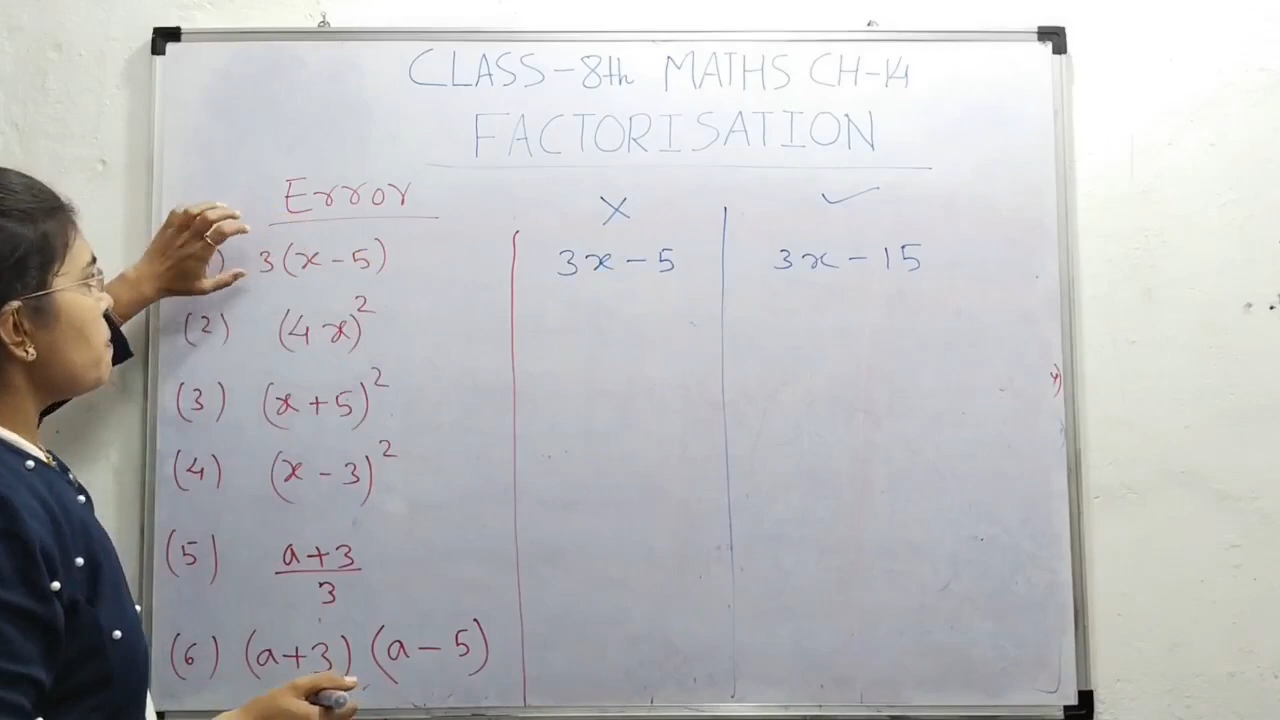 CLASS-8th MATHS CH-14
FACTORISATION
Error × ✓
) 3(x-5) 3x-5 3x-15
(2) (4x)²
(3) (x+5)²
(4) (x-3)²
(5) a+3
3
(6) (a+3)(a-5)